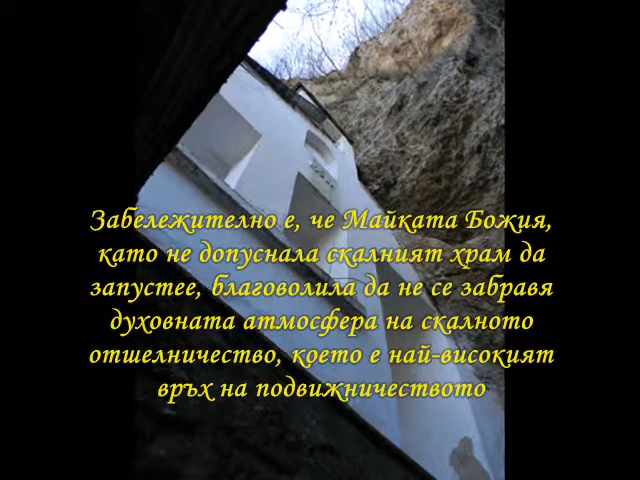 Забележително е, че Майката Божия,
като не допуснала скалният храм да
запустее, благоволила да не се забравя
духовната атмосфера на скалното
отшелничество, което е най-високият
връх на подвижничеството